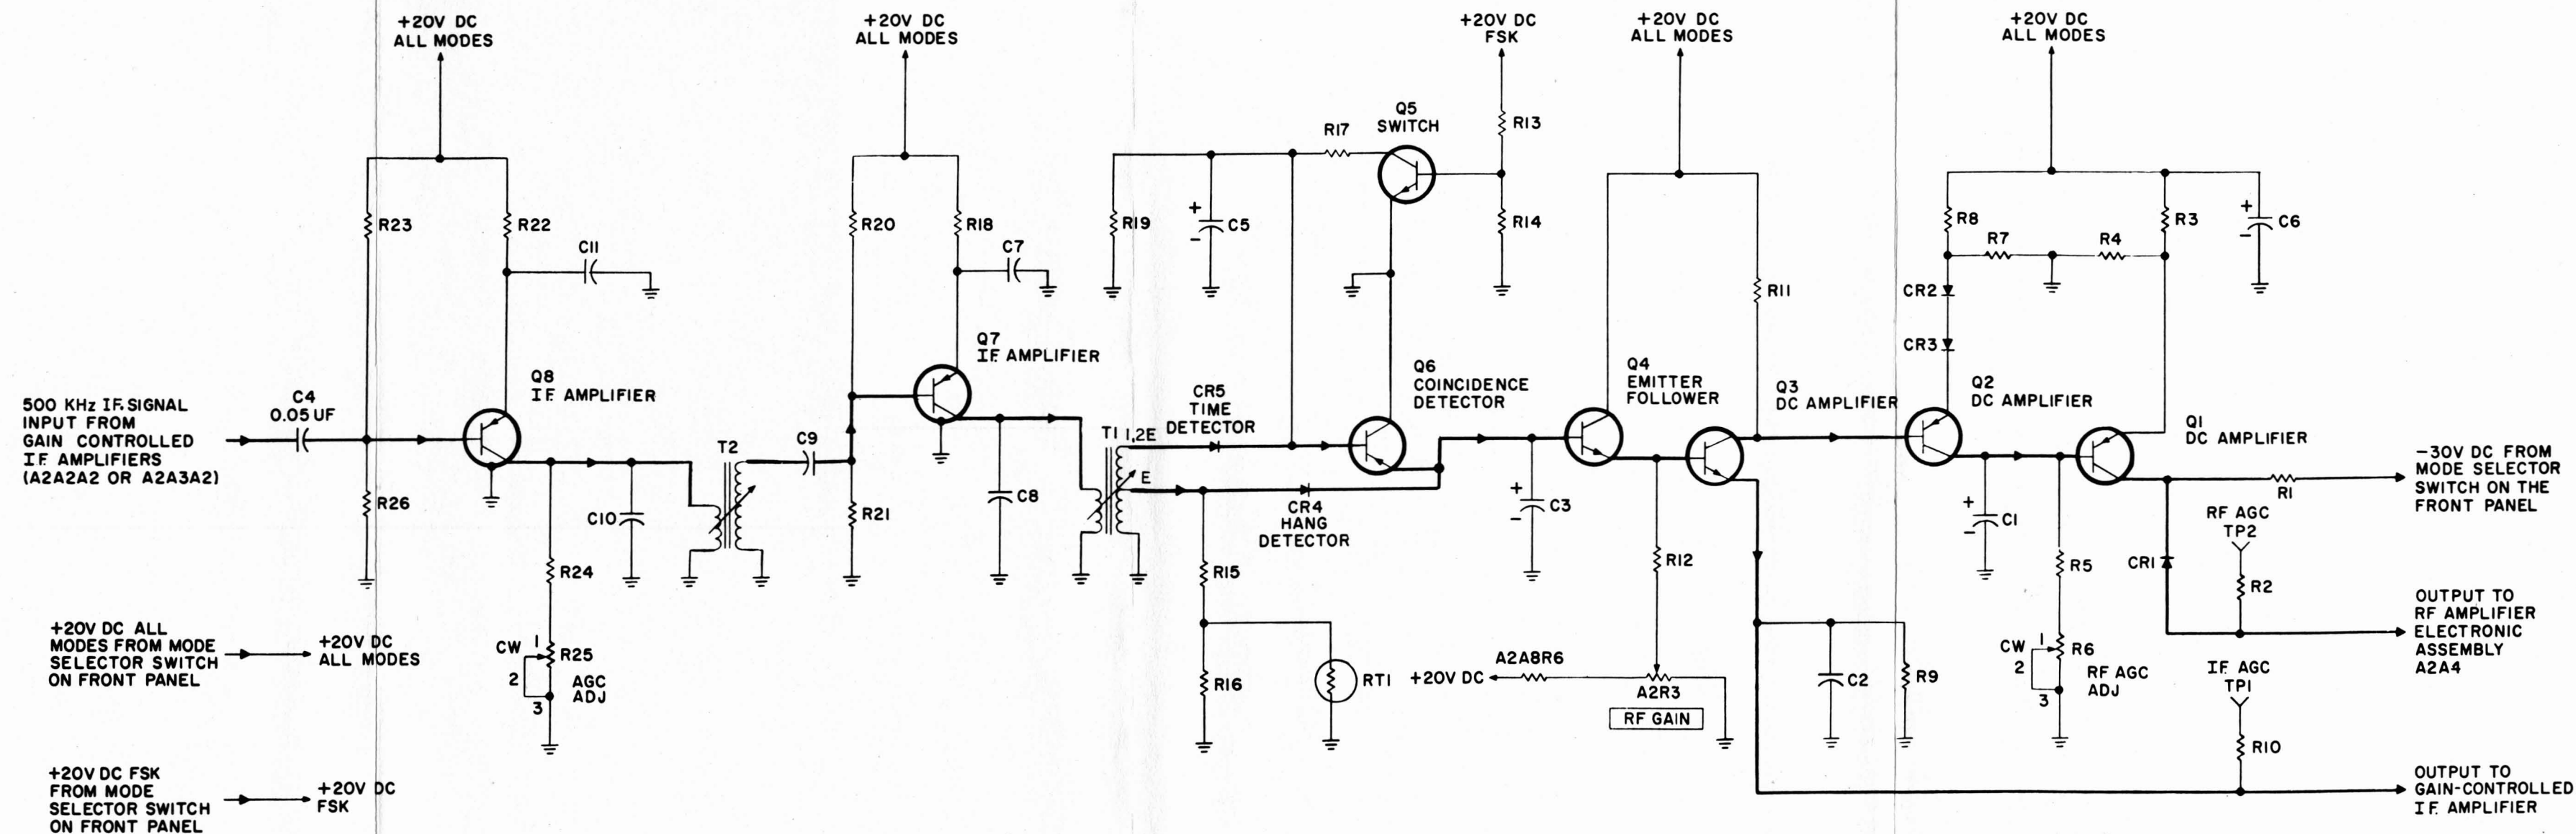 +20V DC
ALL MODES
+20V DC
ALL MODES
+20V DC
FSK
+20V DC
ALL MODES
+20V DC
ALL MODES
R23
R22
C11
R20
R18
C7
R19
+
-
C5
R17
Q5
SWITCH
R13
R14
R11
R8
R7
R4
R3
+
-
C6
CR2
CR3
500 KHz I.F. SIGNAL
INPUT FROM
GAIN CONTROLLED
I.F. AMPLIFIERS
(A2A2A2 OR A2A3A2)
C4
0.05 UF
Q8
I.F. AMPLIFIER
Q7
I.F. AMPLIFIER
R26
T2
C9
R21
C10
R24
CW
1
2
3
R25
AGC
ADJ
C8
T1
1,2E
E
CR5
TIME
DETECTOR
CR4
HANG
DETECTOR
Q6
COINCIDENCE
DETECTOR
R15
R16
RT1
+
-
C3
Q4
EMITTER
FOLLOWER
Q3
DC AMPLIFIER
Q2
DC AMPLIFIER
Q1
DC AMPLIFIER
R12
+20V DC
A2A8R6
A2R3
RF GAIN
C2
R9
+
-
C1
R5
CW
1
2
3
R6
RF AGC
ADJ
R1
-30V DC FROM
MODE SELECTOR
SWITCH ON THE
FRONT PANEL
RF AGC
TP2
CR1
R2
OUTPUT TO
RF AMPLIFIER
ELECTRONIC
ASSEMBLY
A2A4
I.F. AGC
TP1
R10
OUTPUT TO
GAIN-CONTROLLED
I.F. AMPLIFIER
+20V DC ALL
MODES FROM MODE
SELECTOR SWITCH
ON FRONT PANEL
+20V DC
ALL MODES
+20V DC FSK
FROM MODE
SELECTOR SWITCH
ON FRONT PANEL
+20V DC
FSK